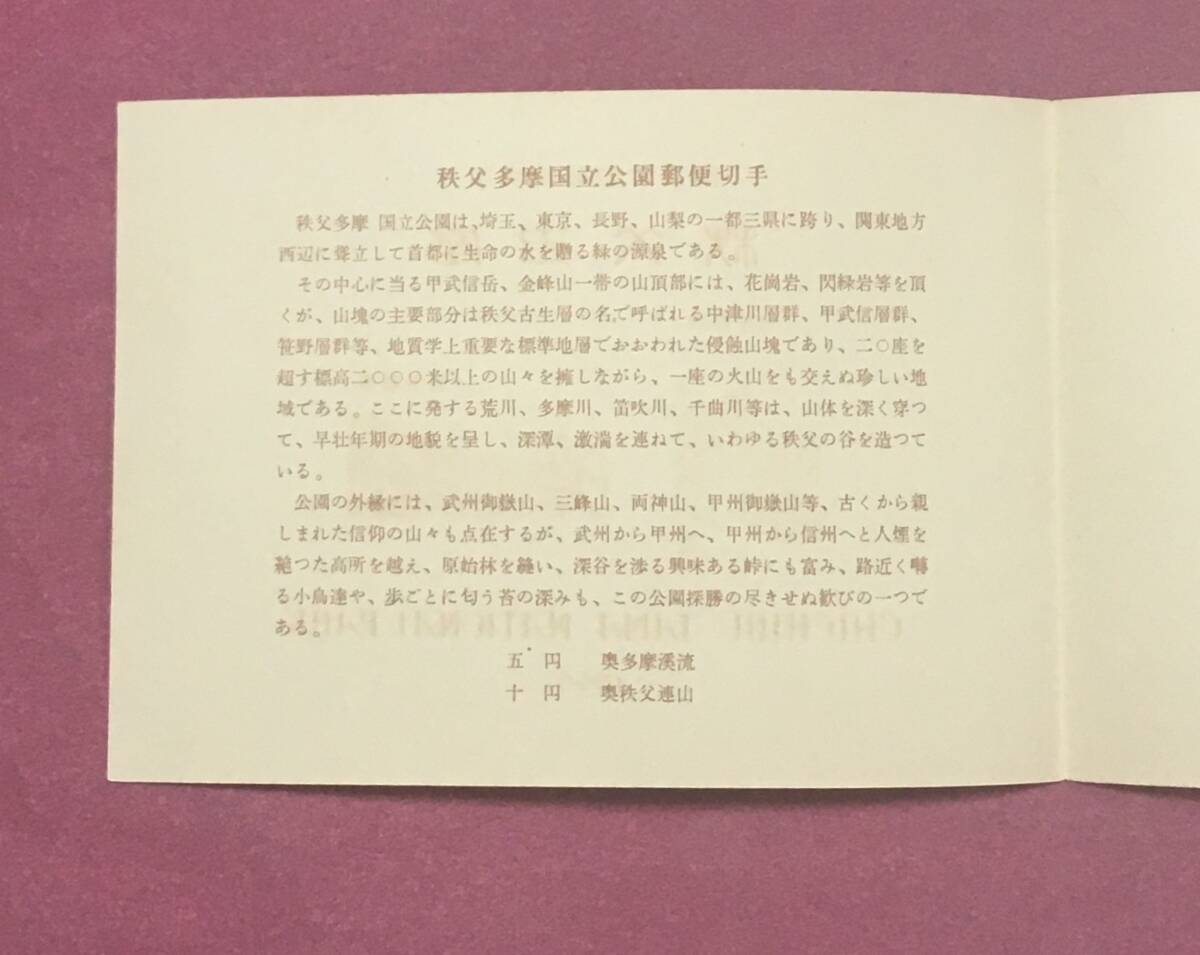 秩父多摩国立公園郵便切手
秩父多摩 国立公園は、埼玉、東京、長野、山梨の一都三県に跨り、関東地方
西辺に聳立して首都に生命の水を贈る緑の源泉である。
その中心に当る甲武信岳、金峰山一帯の山頂部には、花崗岩、閃緑岩等を頂
くが、山塊の主要部分は秩父古生層の名で呼ばれる中津川層群、甲武信層群、
笹野層群等、地質学上重要な標準地層でおおわれた侵蝕山塊であり、二〇座を
超す標高二〇〇〇米以上の山々を擁しながら、一座の火山をも交えぬ珍しい地
域である。ここに発する荒川、多摩川、笛吹川、千曲川等は、山体を深く穿つ
て、早壮年期の地貌を呈し、深潭、激湍を連ねて、いわゆる秩父の谷を造つて
いる。
公園の外縁には、武州御嶽山、三峰山、両神山、甲州御嶽山等、古くから親
しまれた信仰の山々も点在するが、武州から甲州へ、甲州から信州へと人煙を
絶つた高所を越え、原始林を縫い、深谷を渉る興味ある峠にも富み、路近く囀
る小鳥達や、歩ごとに匂う苔の深みも、この公園探勝の尽きせぬ歓びの一つで
ある。
五 円 奥多摩溪流
十 円 奥秩父連山